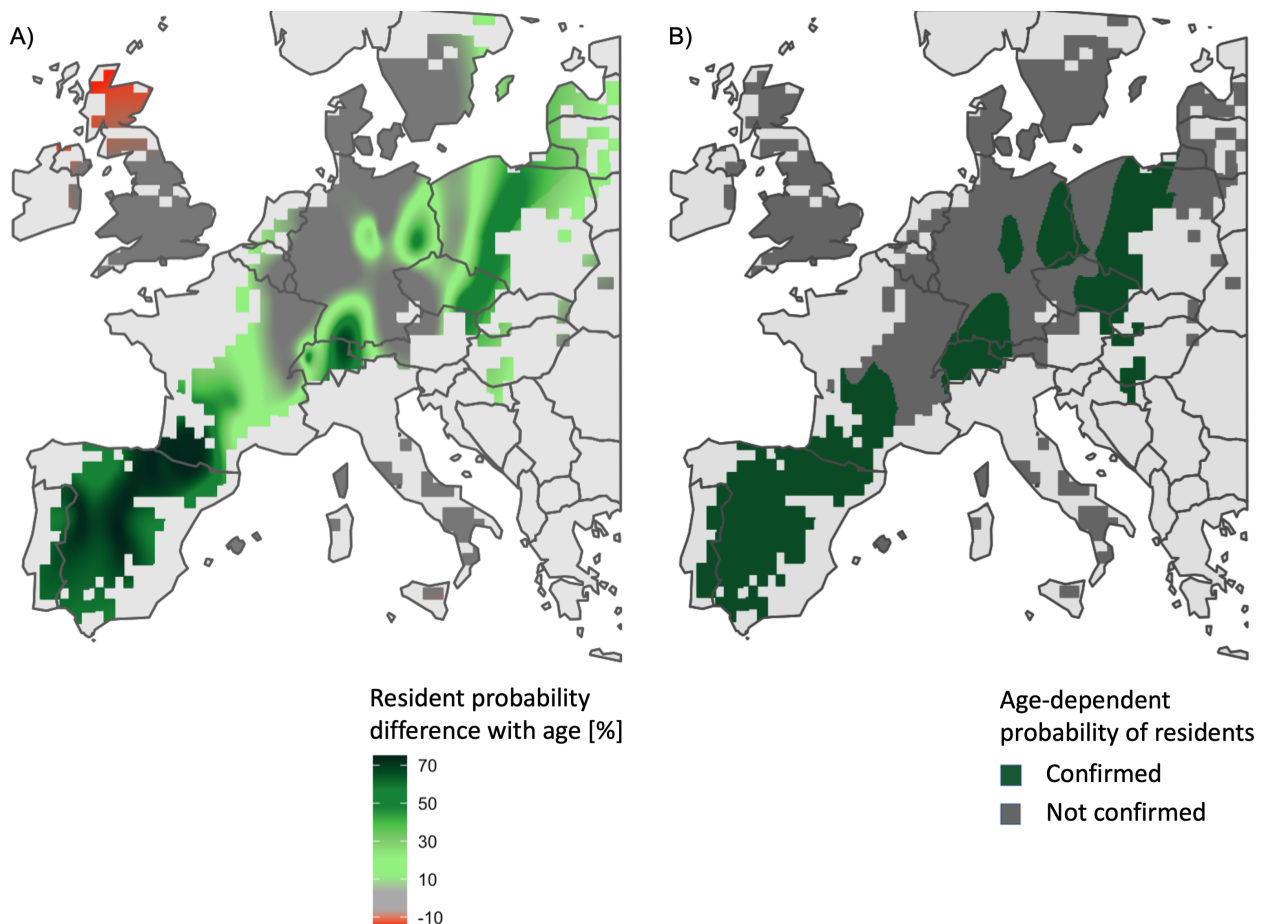 A)
B)
Resident probability
difference with age [%]
70
50
30
10
-10
Age-dependent
probability of residents
Confirmed
Not confirmed